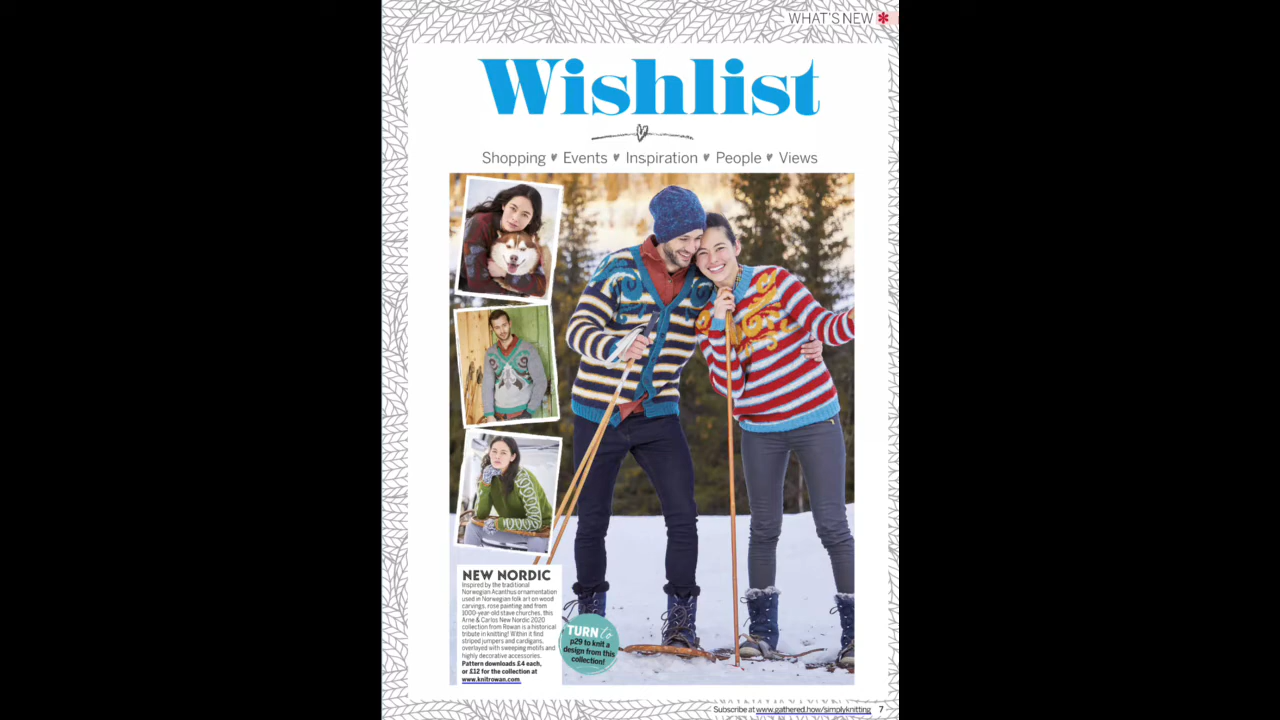 WHAT'S NEW *
Wishlist
Shopping ♥ Events ♥ Inspiration ♥ People ♥ Views
NEW NORDIC
Inspired by the traditional
Norwegian Acanthus ornamentation
used in Norwegian folk art on wood
carvings, rose painting and from
1000-year-old stave churches, this
Arne & Carlos New Nordic 2020
collection from Rowan is a historical
tribute in knitting! Within it find
striped jumpers and cardigans,
overlayed with sweeping motifs and
highly decorative accessories.
Pattern downloads £4 each,
or £12 for the collection at
www.knitrowan.com
TURN to
p29 to knit a
design from this
collection!
Subscribe at www.gathered.how/simplyknitting 7